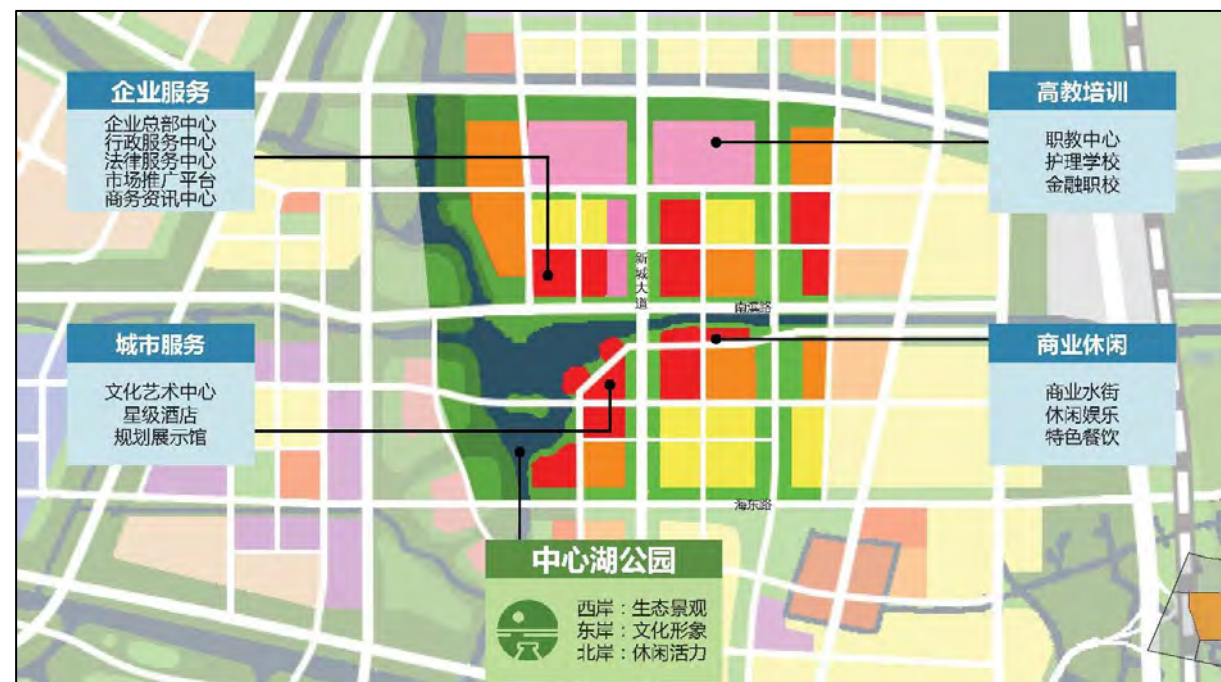 企业服务
企业总部中心
行政服务中心
法律服务中心
市场推广平台
商务资讯中心
高教培训
职教中心
护理学校
金融职校
新城大道
南滨路
城市服务
文化艺术中心
星级酒店
规划展示馆
商业休闲
商业水街
休闲娱乐
特色餐饮
海东路
中心湖公园
西岸：生态景观
东岸：文化形象
北岸：休闲活力